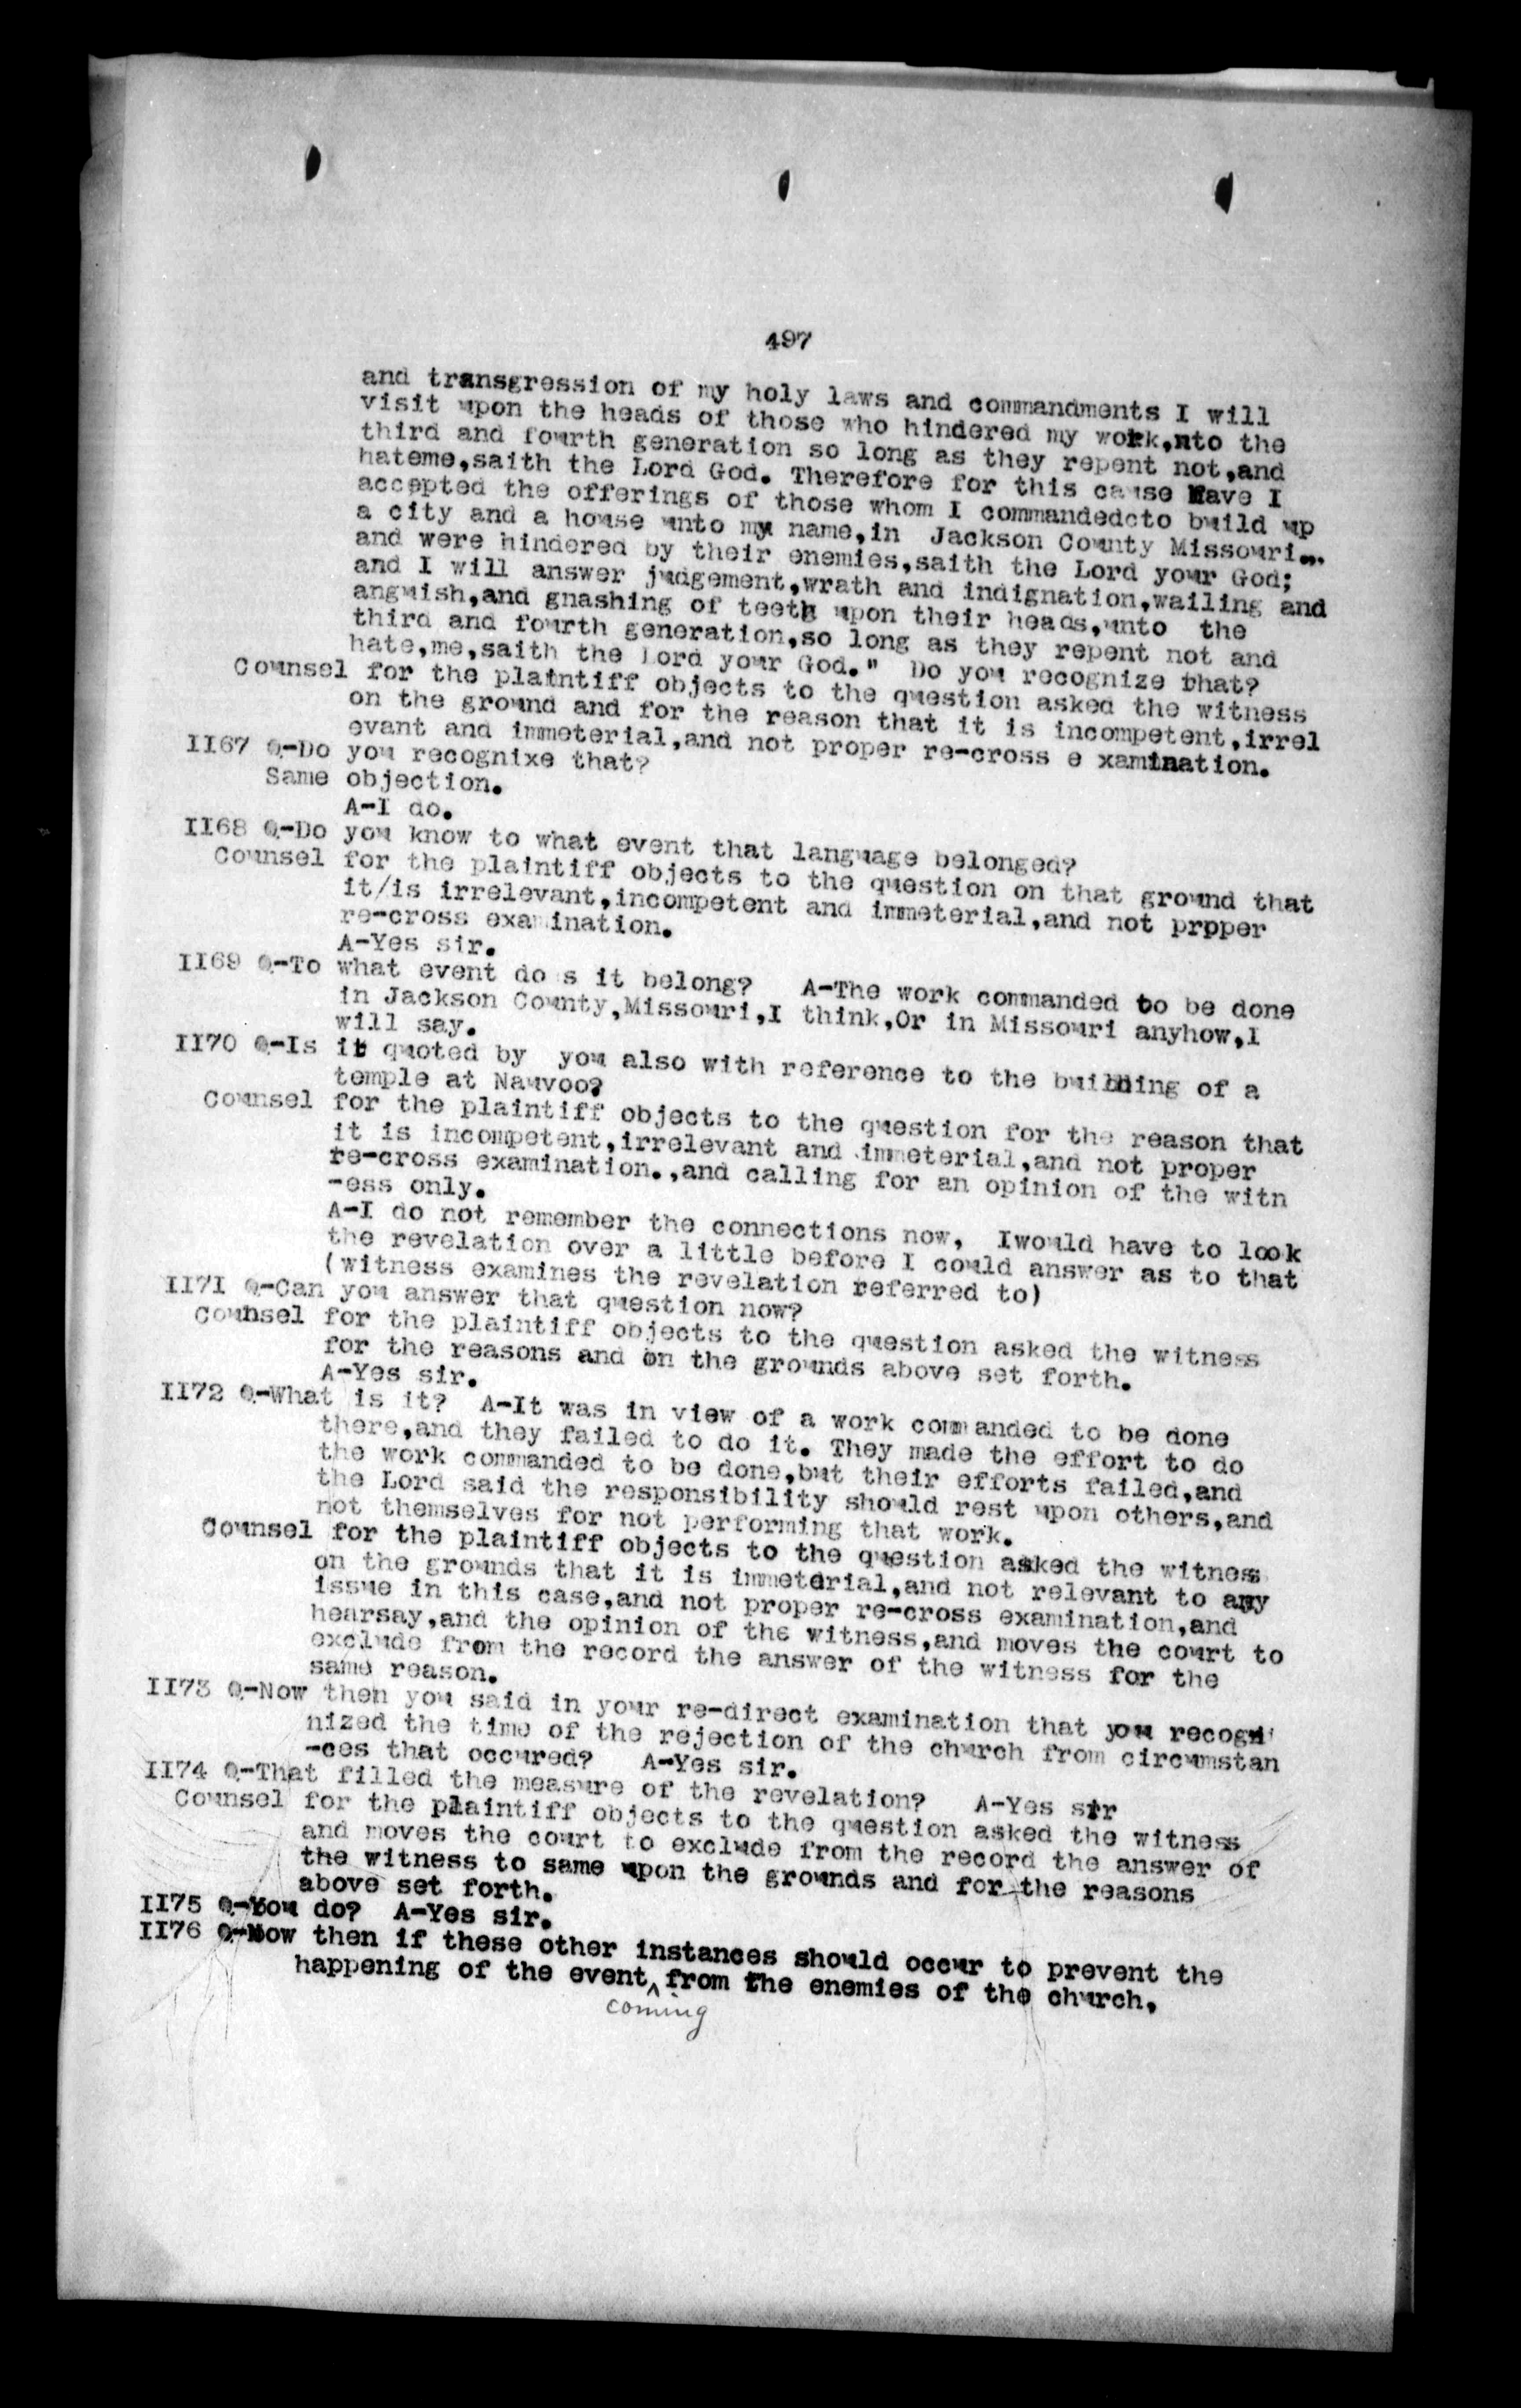 497
and transgression of my holy laws and commandments I will
visit upon the heads of those who hindered my work,nto the
third and fourth generation so long as they repent not,and
hateme,saith the Lord God. Therefore for this cause Have I
accepted the offerings of those whom I commandedcto build up
a city and a house unto my name,in Jackson County Missouri...
and were hindered by their enemies,saith the Lord your God;
and I will answer judgement,wrath and indignation,wailing and
anguish,and gnashing of teeth upon their heads,unto the
third and fourth generation,so long as they repent not and
hate,me,saith the Lord your God." Do you recognize that?
Counsel for the plaintiff objects to the question asked the witness
on the ground and for the reason that it is incompetent,irrel
evant and immeterial,and not proper re-cross e xamination.
II67 Q-Do you recognixe that?
Same objection.
A-I do.
II68 Q-Do you know to what event that language belonged?
Counsel for the plaintiff objects to the question on that ground that
it/is irrelevant,incompetent and immeterial,and not prpper
re-cross examination.
A-Yes sir.
II69 Q-To what event do s it belong? A-The work commanded to be done
in Jackson County,Missouri,I think,Or in Missouri anyhow,I
will say.
II70 Q-Is it quoted by you also with reference to the building of a
temple at Nauvoo?
Counsel for the plaintiff objects to the question for the reason that
it is incompetent,irrelevant and immeterial,and not proper
re-cross examination.,and calling for an opinion of the witn
-ess only.
A-I do not remember the connections now, Iwould have to look
the revelation over a little before I could answer as to that
(witness examines the revelation referred to)
II71 Q-Can you answer that question now?
Counsel for the plaintiff objects to the question asked the witness
for the reasons and on the grounds above set forth.
A-Yes sir.
II72 Q-What is it? A-It was in view of a work commanded to be done
there,and they failed to do it. They made the effort to do
the work commanded to be done,but their efforts failed,and
the Lord said the responsibility should rest upon others,and
not themselves for not performing that work.
Counsel for the plaintiff objects to the question asked the witness
on the grounds that it is immeterial,and not relevant to any
issue in this case,and not proper re-cross examination,and
hearsay,and the opinion of the witness,and moves the court to
exclude from the record the answer of the witness for the
same reason.
II73 Q-Now then you said in your re-direct examination that you recog
nized the time of the rejection of the church from circumstan
-ces that occured? A-Yes sir.
II74 Q-That filled the measure of the revelation? A-Yes sir
Counsel for the plaintiff objects to the question asked the witness
and moves the court to exclude from the record the answer of
the witness to same upon the grounds and for the reasons
above set forth.
II75 Q-You do? A-Yes sir.
II76 Q-Now then if these other instances should occur to prevent the
happening of the event^from the enemies of the church,
coming